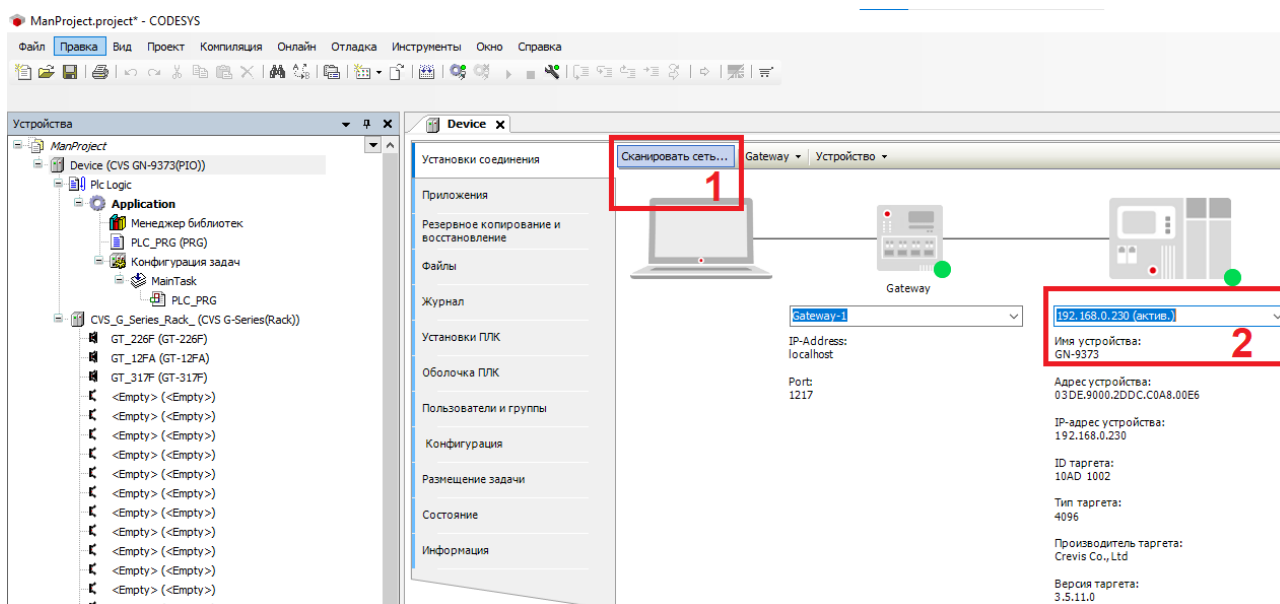 ManProject.project* - CODESYS
Файл Правка Вид Проект Компиляция Онлайн Отладка Инструменты Окно Справка
Устройства
ManProject
Device (CVS GN-9373(PIO))
Plc Logic
Application
Менеджер библиотек
PLC_PRG (PRG)
Конфигурация задач
MainTask
PLC_PRG
CVS_G_Series_Rack_ (CVS G-Series(Rack))
GT_226F (GT-226F)
GT_12FA (GT-12FA)
GT_317F (GT-317F)
<Empty> (<Empty>)
<Empty> (<Empty>)
<Empty> (<Empty>)
<Empty> (<Empty>)
<Empty> (<Empty>)
<Empty> (<Empty>)
<Empty> (<Empty>)
<Empty> (<Empty>)
<Empty> (<Empty>)
<Empty> (<Empty>)
<Empty> (<Empty>)
Device
Установки соединения
Приложения
Резервное копирование и
восстановление
Файлы
Журнал
Установки ПЛК
Оболочка ПЛК
Пользователи и группы
Конфигурация
Размещение задачи
Состояние
Информация
Сканировать сеть... Gateway Устройство
1
Gateway
Gateway-1
IP-Address:
localhost
Port:
1217
192.168.0.230 (актив.)
Имя устройства:
GN-9373
2
Адрес устройства:
03DE.9000.2DDC.C0A8.00E6
IP-адрес устройства:
192.168.0.230
ID таргета:
10AD 1002
Тип таргета:
4096
Производитель таргета:
Crevis Co., Ltd
Версия таргета:
3.5.11.0